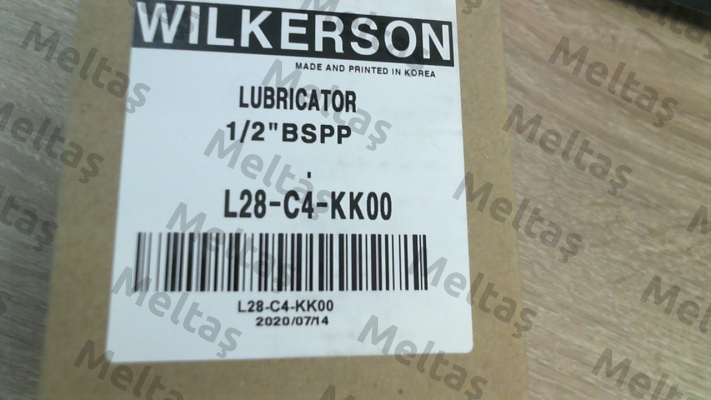 WILKERSON
MADE AND PRINTED IN KOREA
LUBRICATOR
1/2"BSPP
.
L28-C4-KK00
L28-C4-KK00
2020/07/14
Meltaş